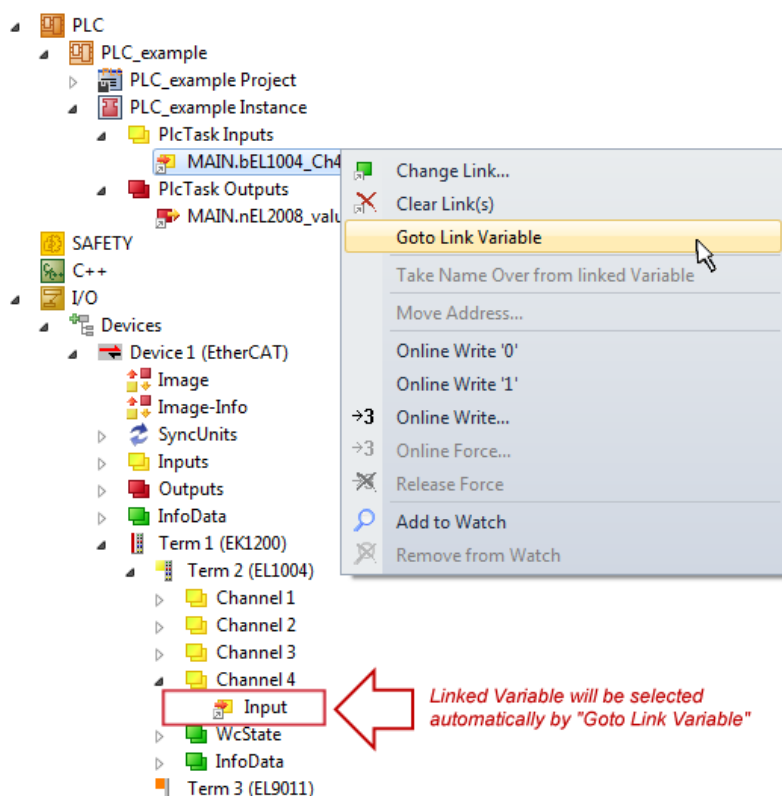 PLC
PLC_example
PLC_example Project
PLC_example Instance
PlcTask Inputs
MAIN.bEL1004_Ch4
PlcTask Outputs
MAIN.nEL2008_valu
SAFETY
C++
I/O
Devices
Device 1 (EtherCAT)
Image
Image-Info
SyncUnits
Inputs
Outputs
InfoData
Term 1 (EK1200)
Term 2 (EL1004)
Channel 1
Channel 2
Channel 3
Channel 4
Input
WcState
InfoData
Term 3 (EL9011)
Change Link...
Clear Link(s)
Goto Link Variable
Take Name Over from linked Variable
Move Address...
Online Write '0'
Online Write '1'
→3 Online Write...
→3 Online Force...
Release Force
Add to Watch
Remove from Watch
Linked Variable will be selected
automatically by "Goto Link Variable"